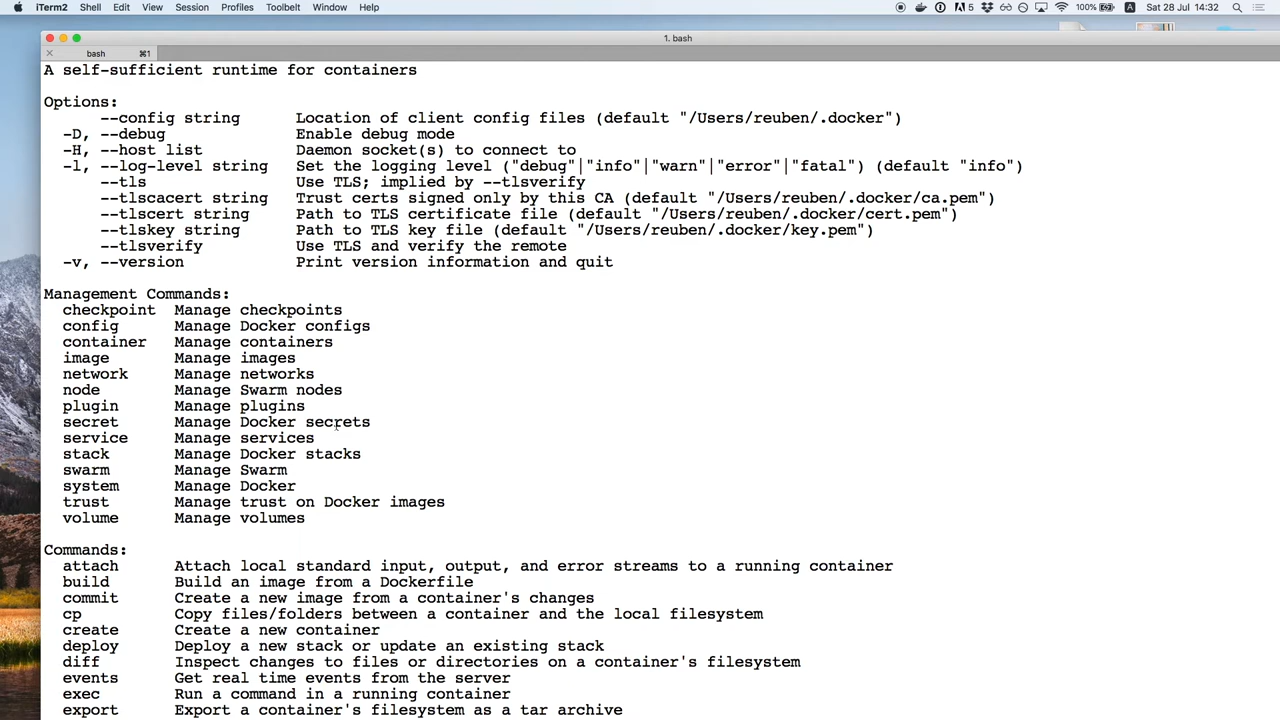 iTerm2 Shell Edit View Session Profiles Toolbelt Window Help 5 100% A Sat 28 Jul 14:32
1. bash
bash ⌘1
A self-sufficient runtime for containers
Options:
--config string Location of client config files (default "/Users/reuben/.docker")
-D, --debug Enable debug mode
-H, --host list Daemon socket(s) to connect to
-l, --log-level string Set the logging level ("debug"|"info"|"warn"|"error"|"fatal") (default "info")
--tls Use TLS; implied by --tlsverify
--tlscacert string Trust certs signed only by this CA (default "/Users/reuben/.docker/ca.pem")
--tlscert string Path to TLS certificate file (default "/Users/reuben/.docker/cert.pem")
--tlskey string Path to TLS key file (default "/Users/reuben/.docker/key.pem")
--tlsverify Use TLS and verify the remote
-v, --version Print version information and quit
Management Commands:
checkpoint Manage checkpoints
config Manage Docker configs
container Manage containers
image Manage images
network Manage networks
node Manage Swarm nodes
plugin Manage plugins
secret Manage Docker secrets
service Manage services
stack Manage Docker stacks
swarm Manage Swarm
system Manage Docker
trust Manage trust on Docker images
volume Manage volumes
Commands:
attach Attach local standard input, output, and error streams to a running container
build Build an image from a Dockerfile
commit Create a new image from a container's changes
cp Copy files/folders between a container and the local filesystem
create Create a new container
deploy Deploy a new stack or update an existing stack
diff Inspect changes to files or directories on a container's filesystem
events Get real time events from the server
exec Run a command in a running container
export Export a container's filesystem as a tar archive